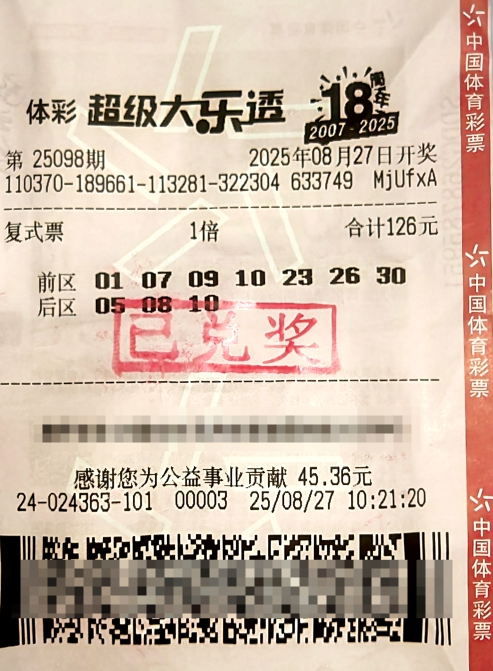 体彩 超级大乐透 18周年
2007-2025
第 25098期 2025年08月27日开奖
110370-189661-113281-322304 633749 MjUfxA
复式票 1倍 合计126元
前区 01 07 09 10 23 26 30
后区 05 08 10
已兑奖
感谢您为公益事业贡献 45.36元
24-024363-101 00003 25/08/27 10:21:20
中国体育彩票
中国体育彩票
中国体育彩票